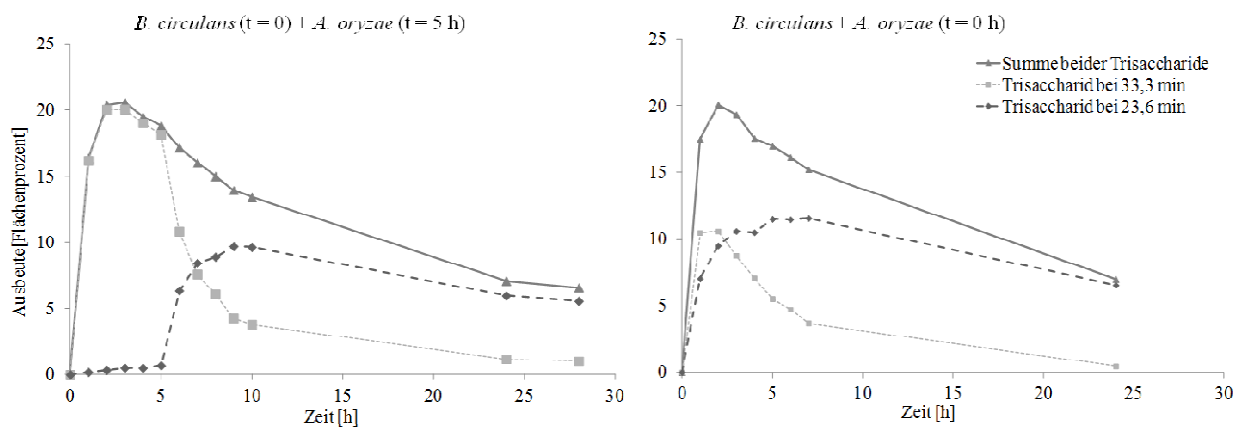 B. circulans (t = 0) + A. oryzae (t = 5 h)
25
20
15
10
5
0
Ausbeute[Flächenprozent]
0 5 10 15 20 25 30
Zeit [h]
B. circulans + A. oryzae (t = 0 h)
25
20
15
10
5
0
Summe beider Trisaccharide
Trisaccharid bei 33,3 min
Trisaccharid bei 23,6 min
0 5 10 15 20 25 30
Zeit [h]